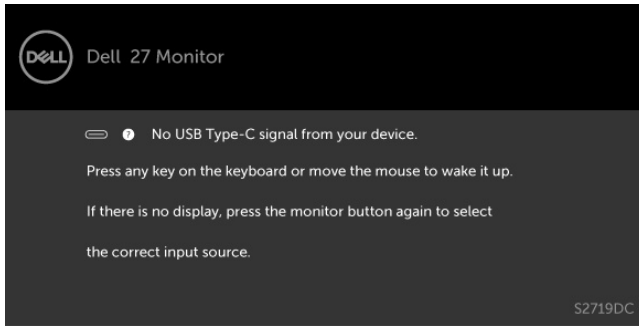 DELL
Dell 27 Monitor
? No USB Type-C signal from your device.
Press any key on the keyboard or move the mouse to wake it up.
If there is no display, press the monitor button again to select
the correct input source.
S2719DC